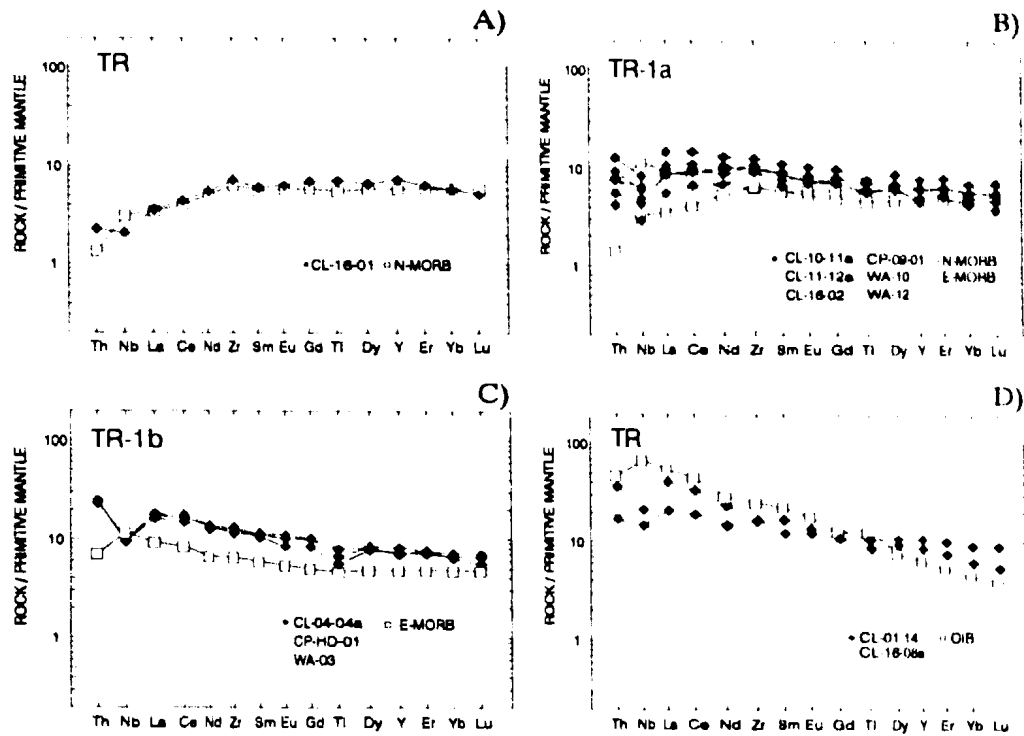 A)
TR
ROCK / PRIMITIVE MANTLE
100
10
1
CL-16-01 N-MORB
Th Nb La Ce Nd Zr Sm Eu Gd Ti Dy Y Er Yb Lu
B)
TR-1a
ROCK / PRIMITIVE MANTLE
100
10
1
CL-10-11a CP-09-01 N-MORB
CL-11-12a WA-10 E-MORB
CL-16-02 WA-12
Th Nb La Ce Nd Zr Sm Eu Gd Ti Dy Y Er Yb Lu
C)
TR-1b
ROCK / PRIMITIVE MANTLE
100
10
1
CL-04-04a E-MORB
CP-HD-01
WA-03
Th Nb La Ce Nd Zr Sm Eu Gd Ti Dy Y Er Yb Lu
D)
TR
ROCK / PRIMITIVE MANTLE
100
10
1
CL-01-14 OIB
CL-16-08a
Th Nb La Ce Nd Zr Sm Eu Gd Ti Dy Y Er Yb Lu